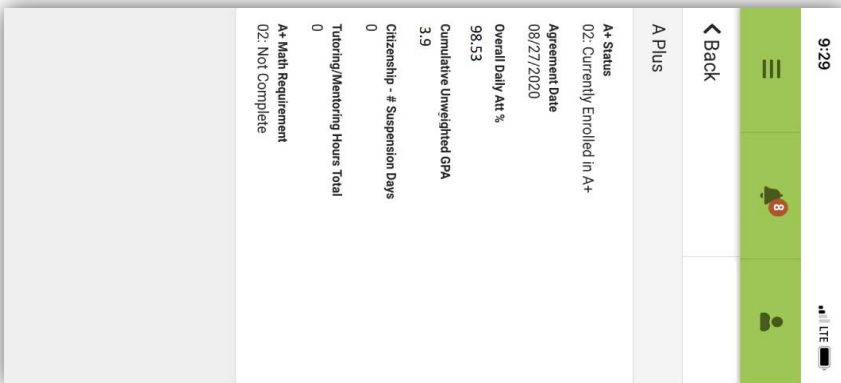 9:29
LTE
8
Back
A Plus
A+ Status
02: Currently Enrolled in A+
Agreement Date
08/27/2020
Overall Daily Att %
98.53
Cumulative Unweighted GPA
3.9
Citizenship - # Suspension Days
0
Tutoring/Mentoring Hours Total
0
A+ Math Requirement
02: Not Complete